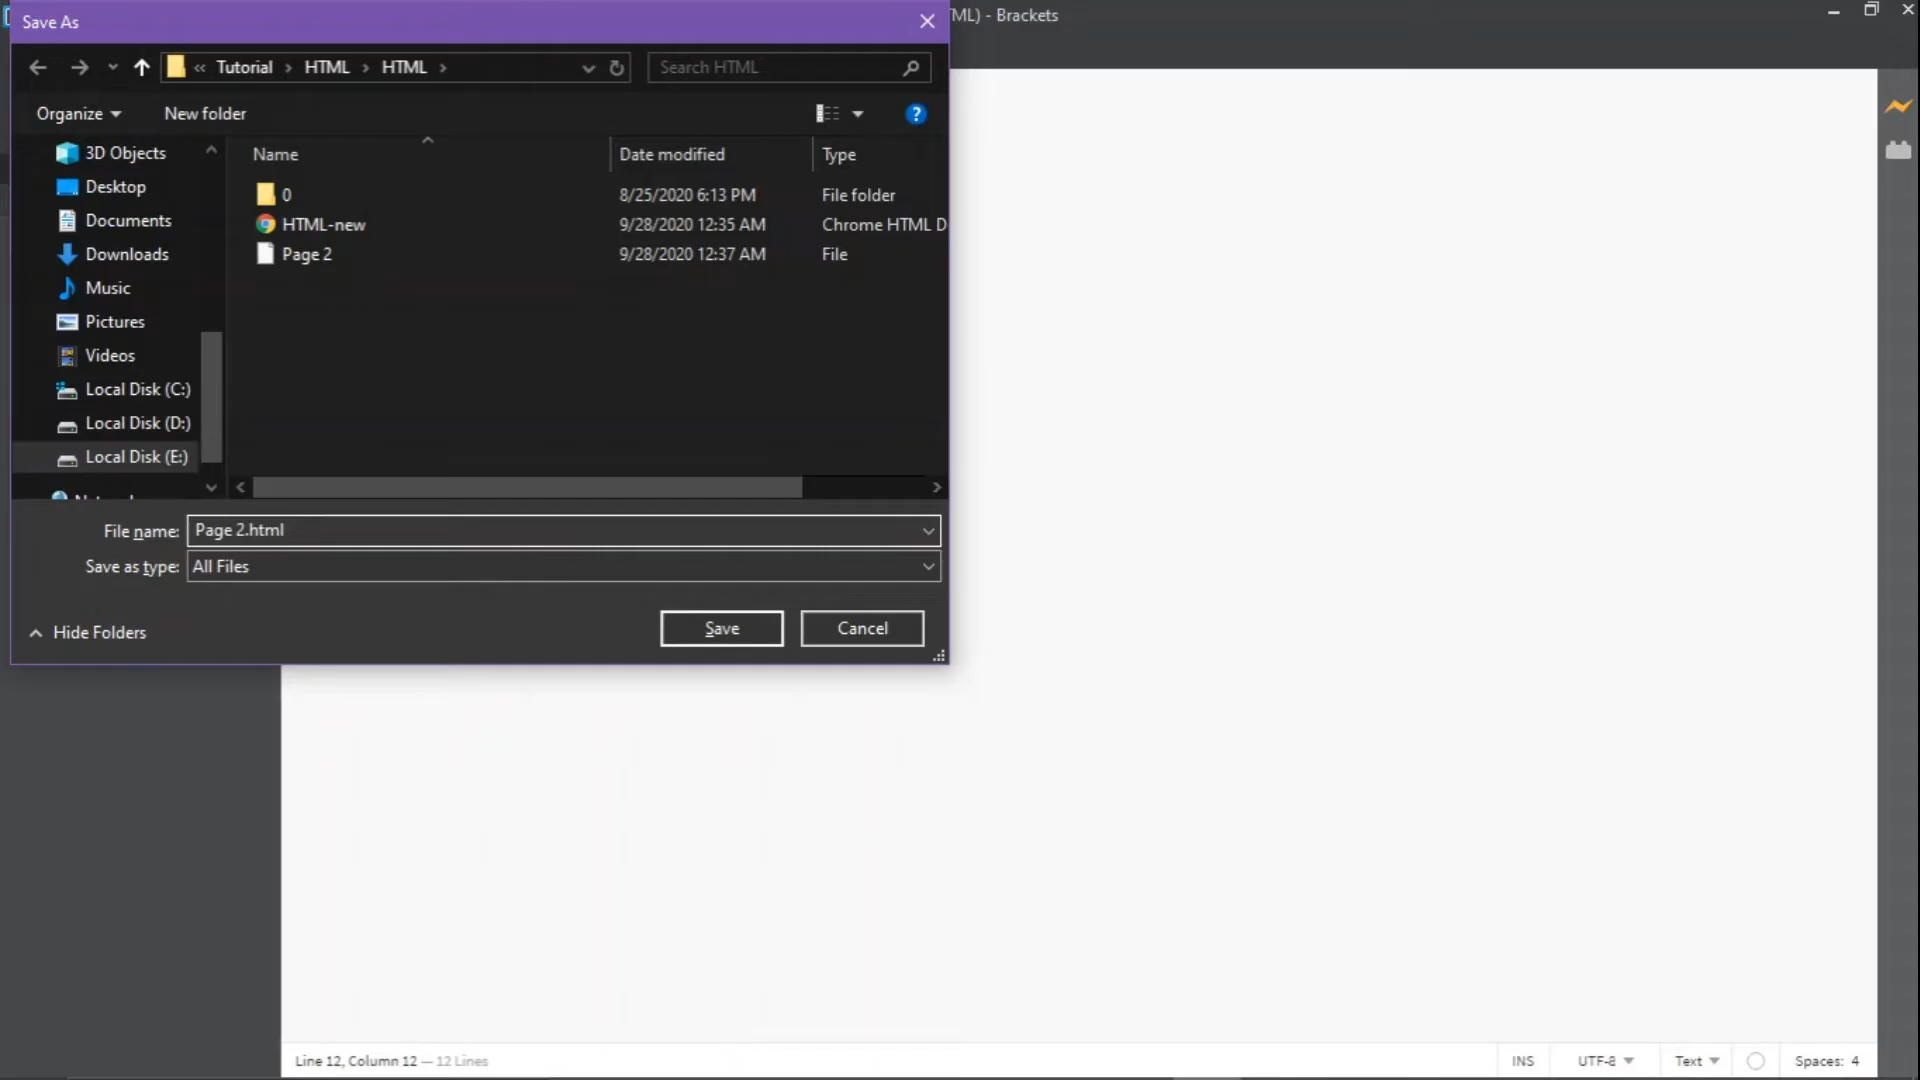 Save As
ML) - Brackets
« Tutorial › HTML › HTML ›
Search HTML
Organize
New folder
Name
Date modified
Type
3D Objects
Desktop
Documents
Downloads
Music
Pictures
Videos
Local Disk (C:)
Local Disk (D:)
Local Disk (E:)
0 8/25/2020 6:13 PM File folder
HTML-new 9/28/2020 12:35 AM Chrome HTML D
Page 2 9/28/2020 12:37 AM File
File name: Page 2.html
Save as type: All Files
Hide Folders
Save
Cancel
Line 12, Column 12 — 12 Lines
INS
UTF-8
Text
Spaces: 4